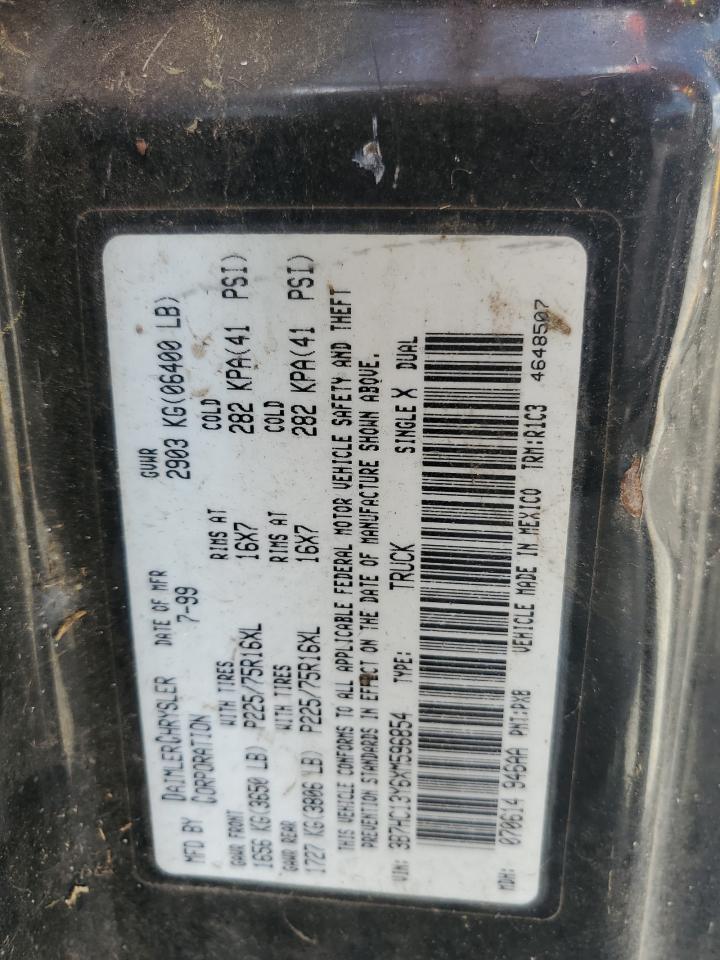 MFD BY DAIMLERCHRYSLER CORPORATION DATE OF MFR 7-99 GVWR 2903 KG(06400 LB)
GAWR FRONT WITH TIRES RIMS AT COLD
1656 KG(3650 LB) P225/75R16XL 16X7 282 KPA(41 PSI)
GAWR REAR WITH TIRES RIMS AT COLD
1727 KG(3806 LB) P225/75R16XL 16X7 282 KPA(41 PSI)
THIS VEHICLE CONFORMS TO ALL APPLICABLE FEDERAL MOTOR VEHICLE SAFETY AND THEFT
PREVENTION STANDARDS IN EFFECT ON THE DATE OF MANUFACTURE SHOWN ABOVE.
VIN: 3B7HC13Y6XM596854 TYPE: TRUCK SINGLE X DUAL
MDH: 070614 946AA PNT:PX8 VEHICLE MADE IN MEXICO TRM:R1C3 4648507